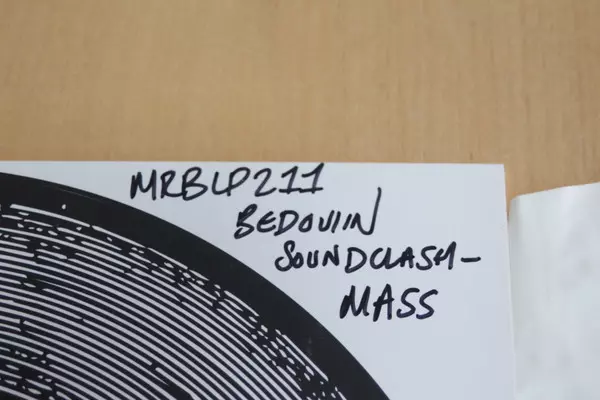 MRBLP211
BEDOUIN
SOUNDCLASH-
MASS